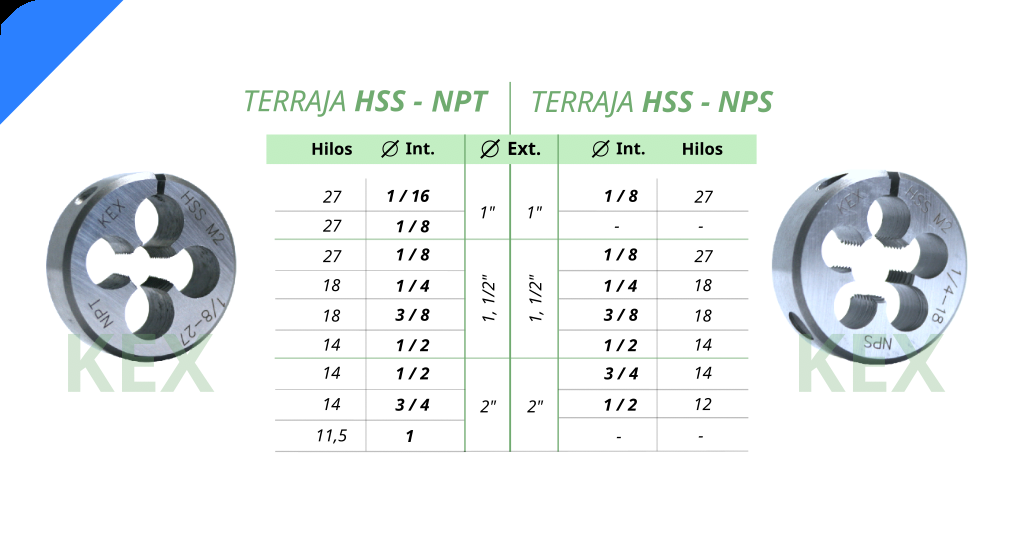 TERRAJA HSS - NPT
TERRAJA HSS - NPS
Hilos ∅ Int. ∅ Ext. ∅ Int. Hilos
27 1 / 16 1" 1" 1 / 8 27
27 1 / 8 - -
27 1 / 8 1, 1/2" 1, 1/2" 1 / 8 27
18 1 / 4 1 / 4 18
18 3 / 8 3 / 8 18
14 1 / 2 1 / 2 14
14 1 / 2 2" 2" 3 / 4 14
14 3 / 4 1 / 2 12
11,5 1 - -
KEX
HSS M2
1/8-27
NPT
KEX
KEX
HSS M2
1/4-18
NPS
KEX